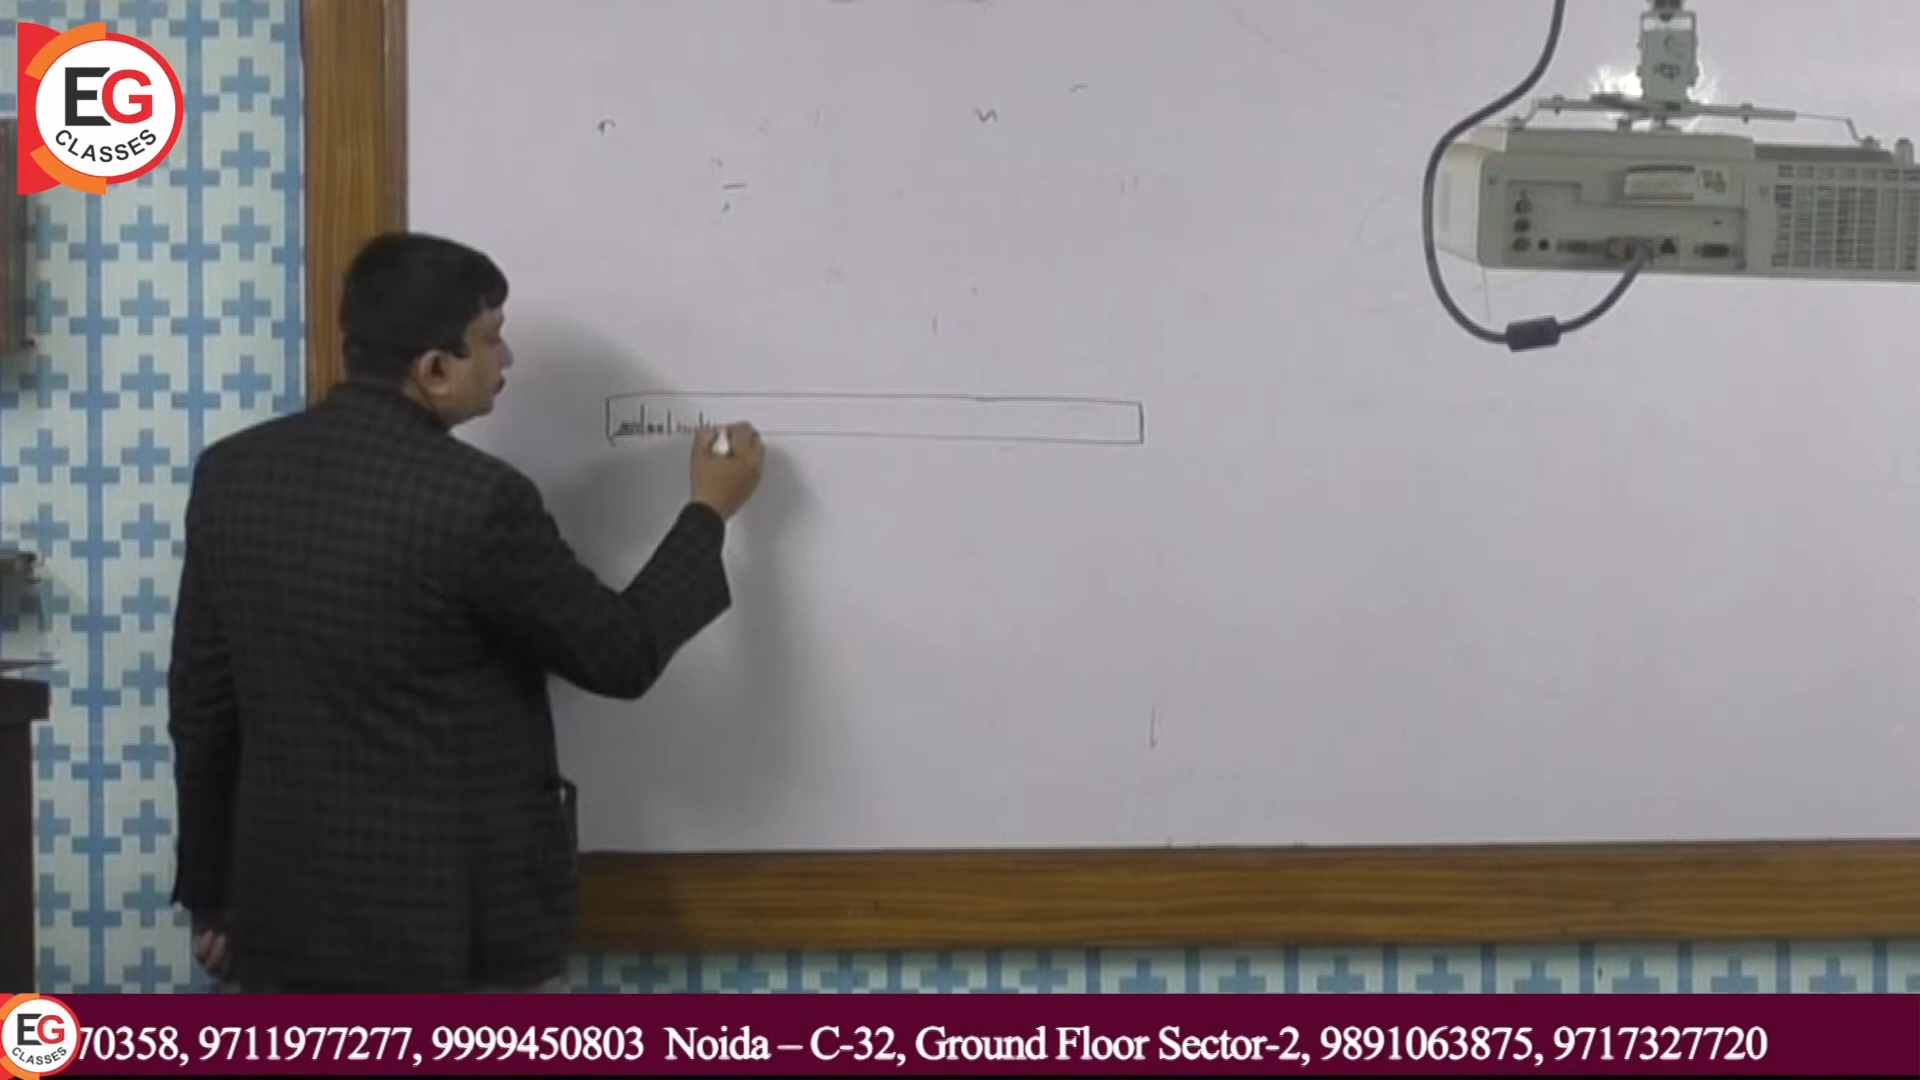 EG
CLASSES
EG
CLASSES
70358, 9711977277, 9999450803 Noida – C-32, Ground Floor Sector-2, 9891063875, 9717327720